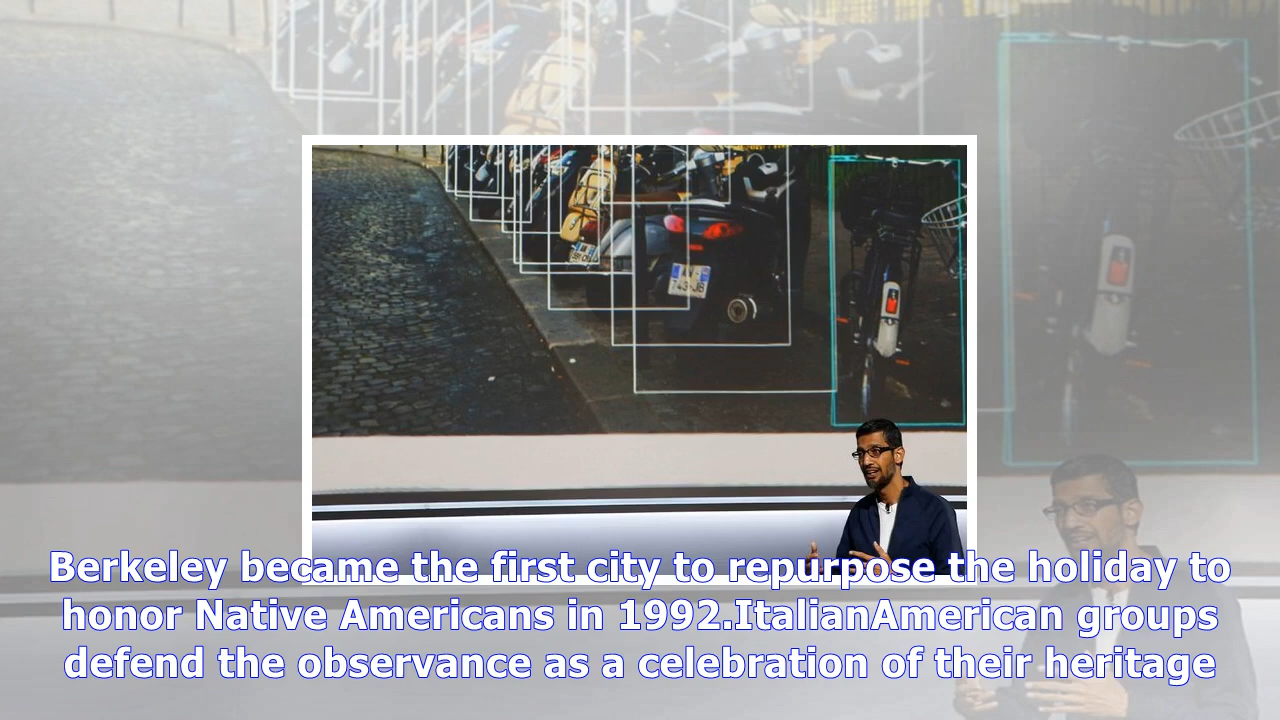 Berkeley became the first city to repurpose the holiday to
honor Native Americans in 1992.ItalianAmerican groups
defend the observance as a celebration of their heritage